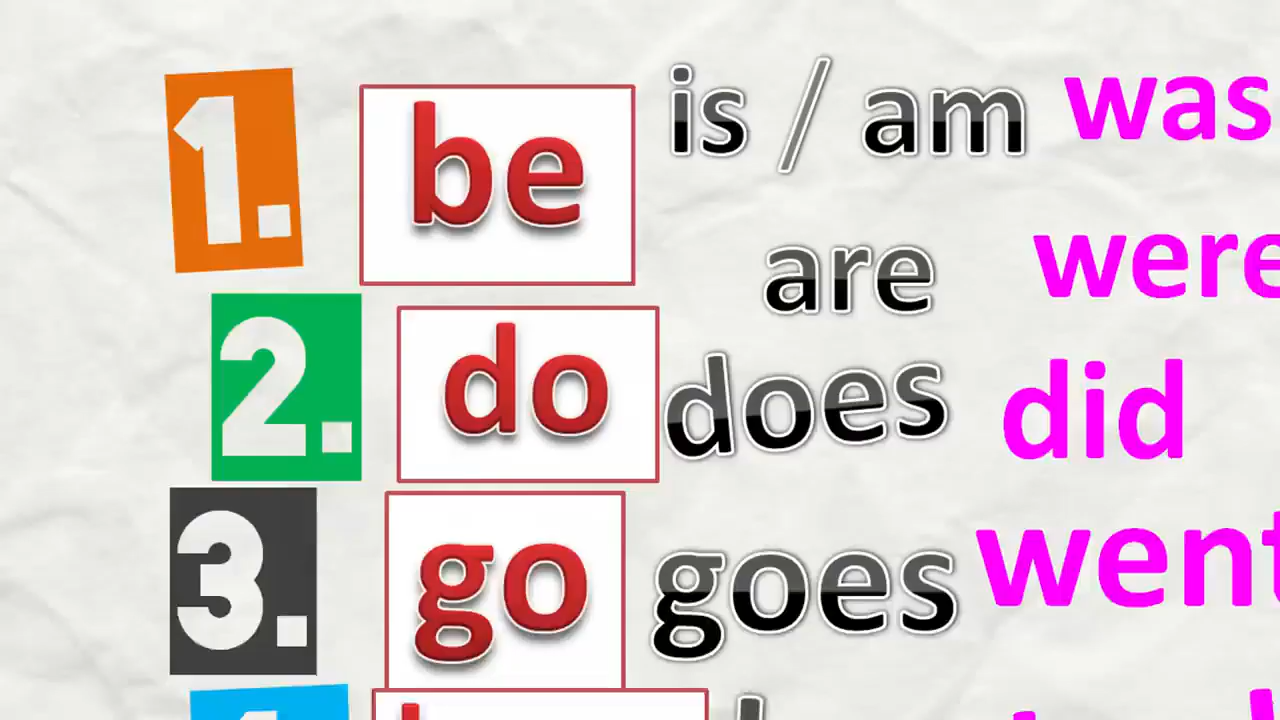 1. be is / am was
are were
2. do does did
3. go goes went